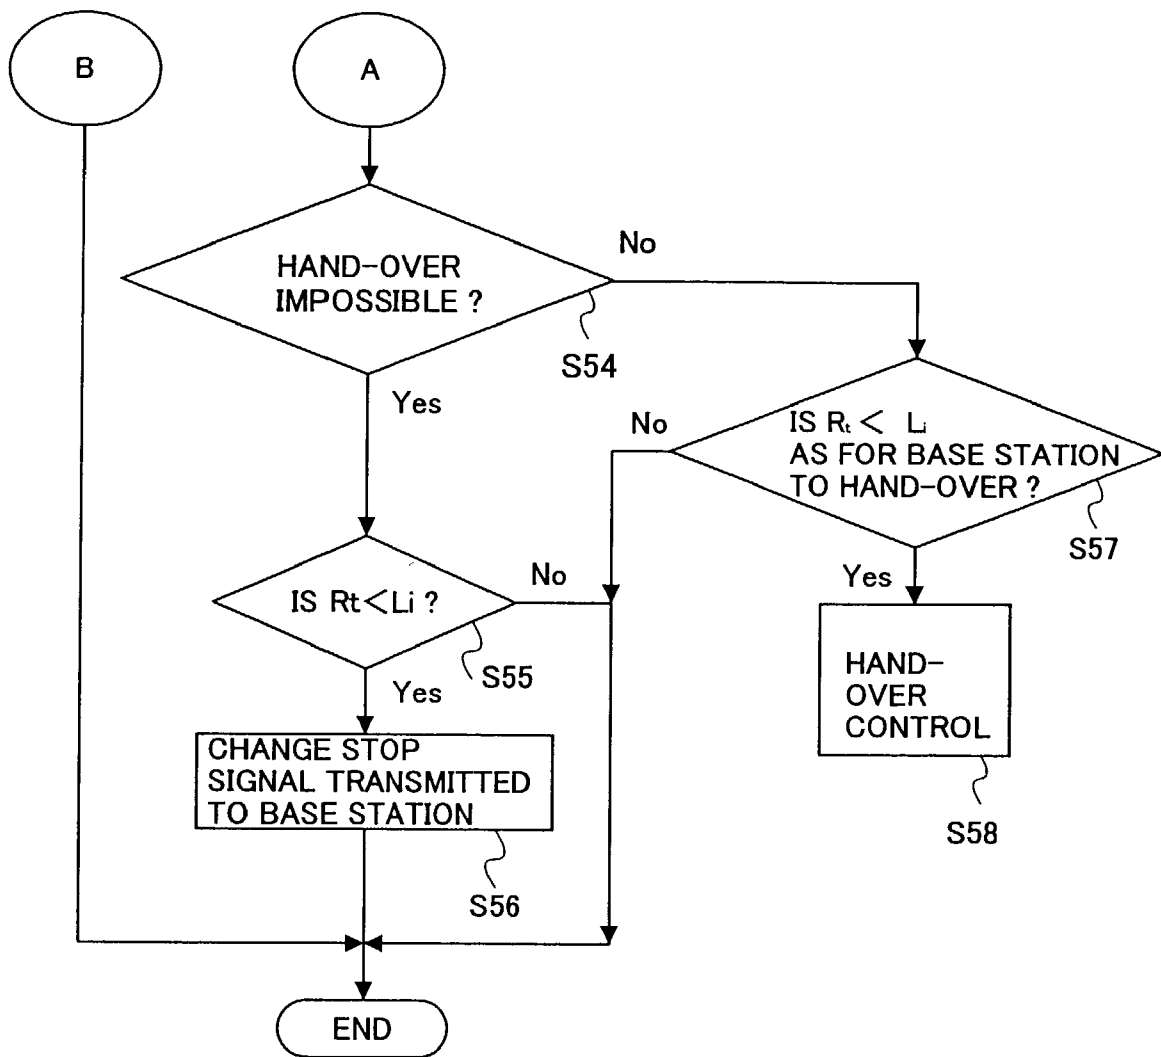 B
A
HAND-OVER
IMPOSSIBLE ?
No
S54
Yes
IS Rt < Li
AS FOR BASE STATION
TO HAND-OVER ?
No
S57
Yes
IS Rt<Li ?
No
S55
Yes
HAND-
OVER
CONTROL
S58
CHANGE STOP
SIGNAL TRANSMITTED
TO BASE STATION
S56
END